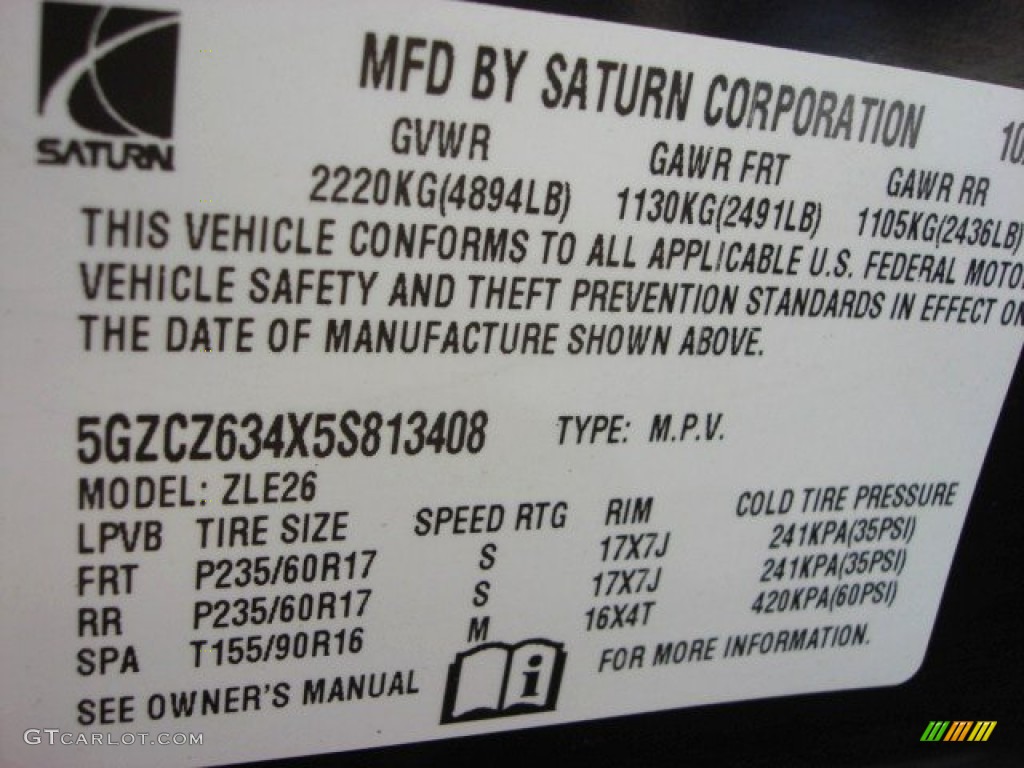 SATURN
MFD BY SATURN CORPORATION 10
GVWR GAWR FRT GAWR RR
2220KG(4894LB) 1130KG(2491LB) 1105KG(2436LB)
THIS VEHICLE CONFORMS TO ALL APPLICABLE U.S. FEDERAL MOTO
VEHICLE SAFETY AND THEFT PREVENTION STANDARDS IN EFFECT ON
THE DATE OF MANUFACTURE SHOWN ABOVE.
5GZCZ634X5S813408 TYPE: M.P.V.
MODEL: ZLE26
LPVB TIRE SIZE SPEED RTG RIM COLD TIRE PRESSURE
FRT P235/60R17 S 17X7J 241KPA(35PSI)
RR P235/60R17 S 17X7J 241KPA(35PSI)
SPA T155/90R16 M 16X4T 420KPA(60PSI)
SEE OWNER'S MANUAL i FOR MORE INFORMATION.
GTCARLOT.COM